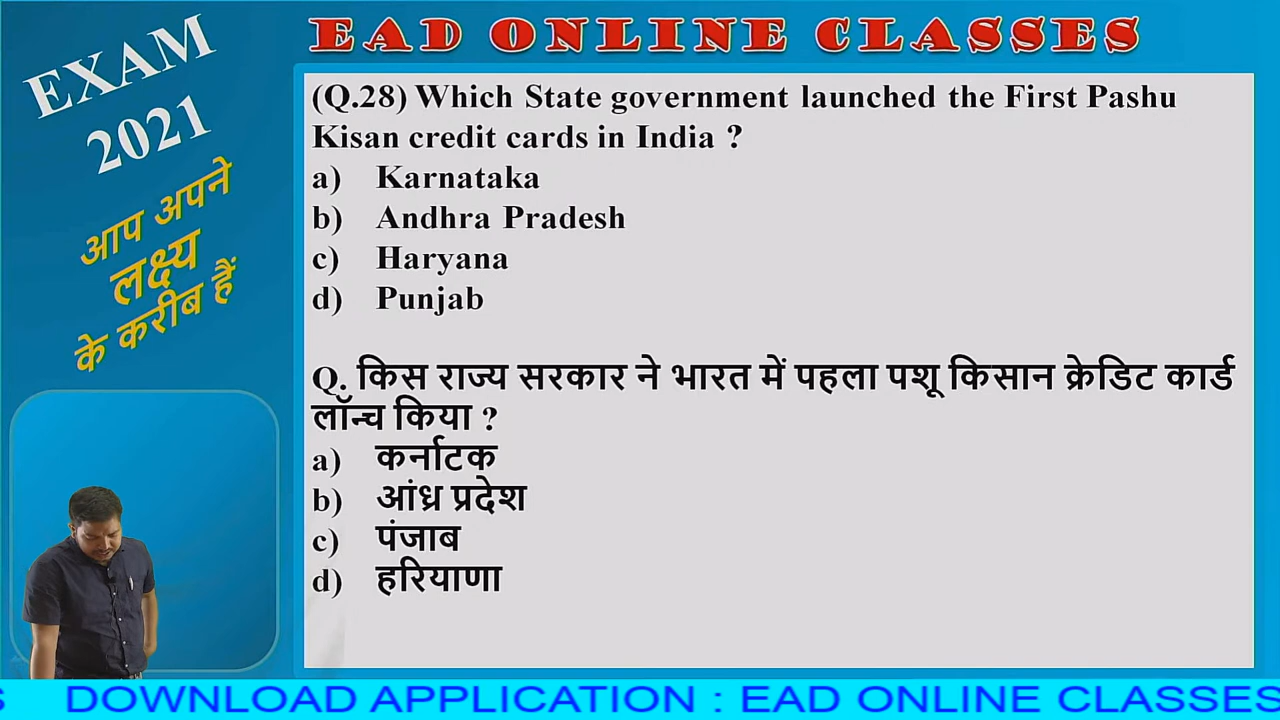 EXAM
2021
आप अपने
लक्ष्य
के करीब हैं
EAD ONLINE CLASSES
(Q.28) Which State government launched the First Pashu
Kisan credit cards in India ?
a) Karnataka
b) Andhra Pradesh
c) Haryana
d) Punjab
Q. किस राज्य सरकार ने भारत में पहला पशू किसान क्रेडिट कार्ड
लॉन्च किया ?
a) कर्नाटक
b) आंध्र प्रदेश
c) पंजाब
d) हरियाणा
S DOWNLOAD APPLICATION : EAD ONLINE CLASSES